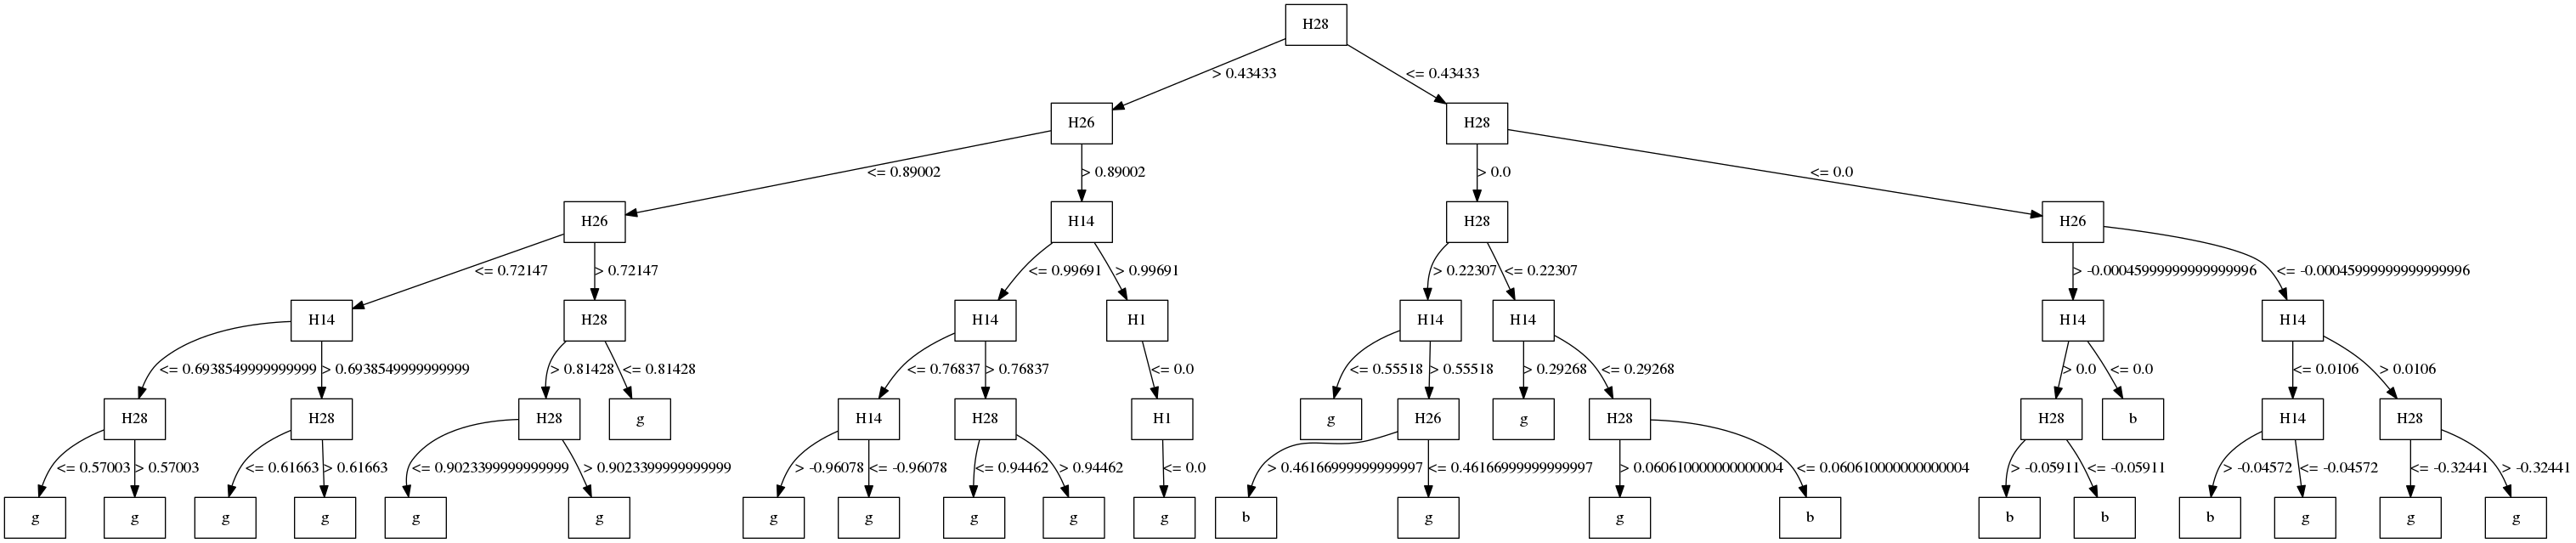 H28
> 0.43433 <= 0.43433
H26 H28
<= 0.89002 > 0.89002 > 0.0 <= 0.0
H26 H14 H28 H26
<= 0.72147 > 0.72147 <= 0.99691 > 0.99691 > 0.22307 <= 0.22307 > -0.00045999999999999996 <= -0.00045999999999999996
H14 H28 H14 H1 H14 H14 H14 H14
<= 0.6938549999999999 > 0.6938549999999999 > 0.81428 <= 0.81428 <= 0.76837 > 0.76837 <= 0.0 <= 0.55518 > 0.55518 > 0.29268 <= 0.29268 > 0.0 <= 0.0 <= 0.0106 > 0.0106
H28 H28 H28 g H14 H28 H1 g H26 g H28 H28 b H14 H28
<= 0.57003 > 0.57003 <= 0.61663 > 0.61663 <= 0.9023399999999999 > 0.9023399999999999 > -0.96078 <= -0.96078 <= 0.94462 > 0.94462 <= 0.0 > 0.46166999999999997 <= 0.46166999999999997 > 0.060610000000000004 <= 0.060610000000000004 > -0.05911 <= -0.05911 > -0.04572 <= -0.04572 <= -0.32441 > -0.32441
g g g g g g g g g g g b g g b b b b g g g